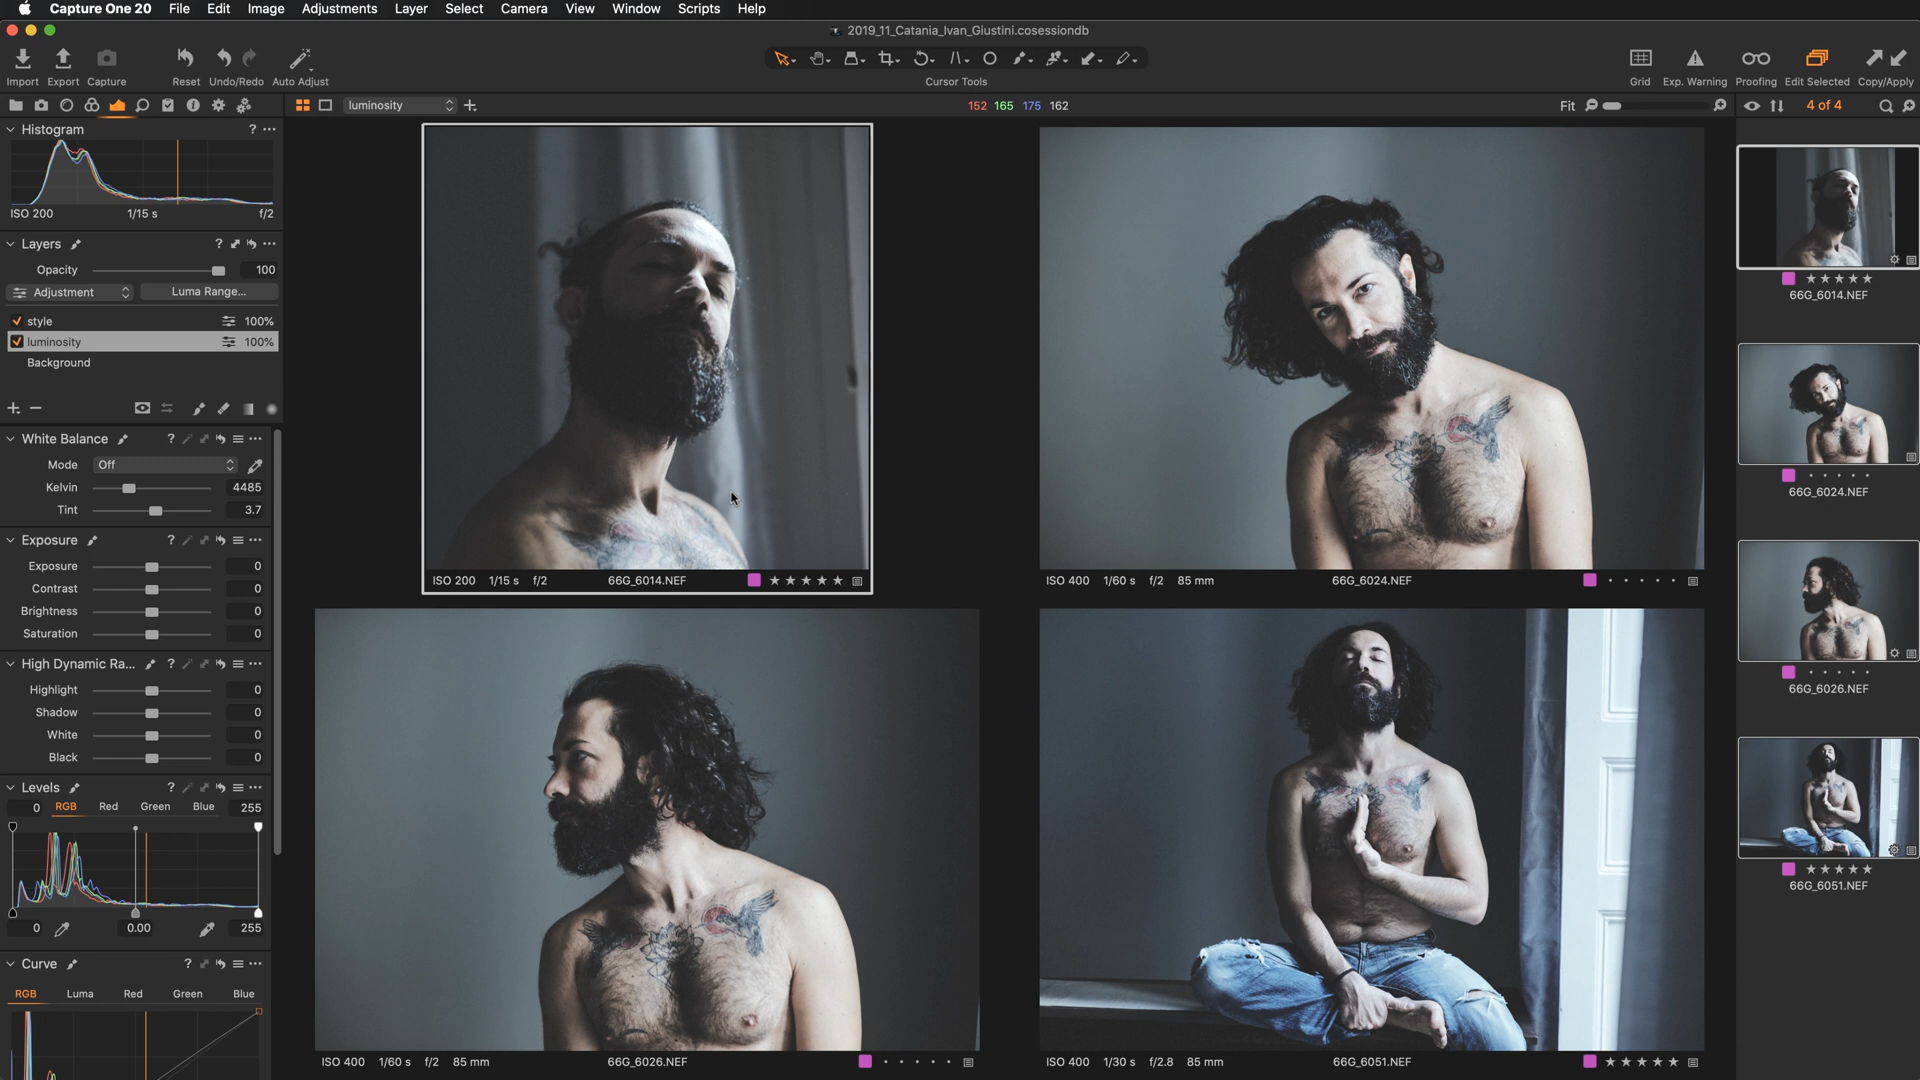 Capture One 20 File Edit Image Adjustments Layer Select Camera View Window Scripts Help
2019_11_Catania_Ivan_Giustini.cosessiondb
Import Export Capture Reset Undo/Redo Auto Adjust Cursor Tools Grid Exp. Warning Proofing Edit Selected Copy/Apply
luminosity 152 165 175 162 Fit 4 of 4
Histogram ? ...
ISO 200 1/15 s f/2
Layers ? ...
Opacity 100
Adjustment Luma Range...
style 100%
luminosity 100%
Background
White Balance ? ...
Mode Off
Kelvin 4485
Tint 3.7
Exposure ? ...
Exposure 0
Contrast 0
Brightness 0
Saturation 0
High Dynamic Ra... ? ...
Highlight 0
Shadow 0
White 0
Black 0
Levels ? ...
0 RGB Red Green Blue 255
0 0.00 255
Curve ? ...
RGB Luma Red Green Blue
ISO 200 1/15 s f/2 66G_6014.NEF
ISO 400 1/60 s f/2 85 mm 66G_6024.NEF
ISO 400 1/60 s f/2 85 mm 66G_6026.NEF
ISO 400 1/30 s f/2.8 85 mm 66G_6051.NEF
66G_6014.NEF
66G_6024.NEF
66G_6026.NEF
66G_6051.NEF